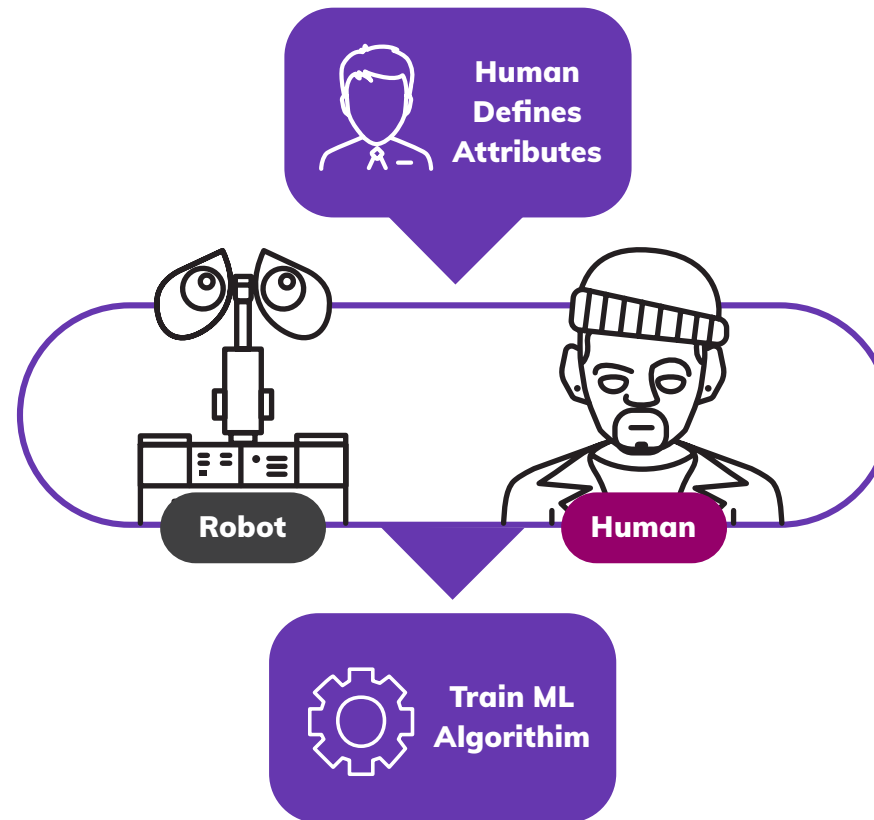 Human
Defines
Attributes
Robot
Human
Train ML
Algorithim